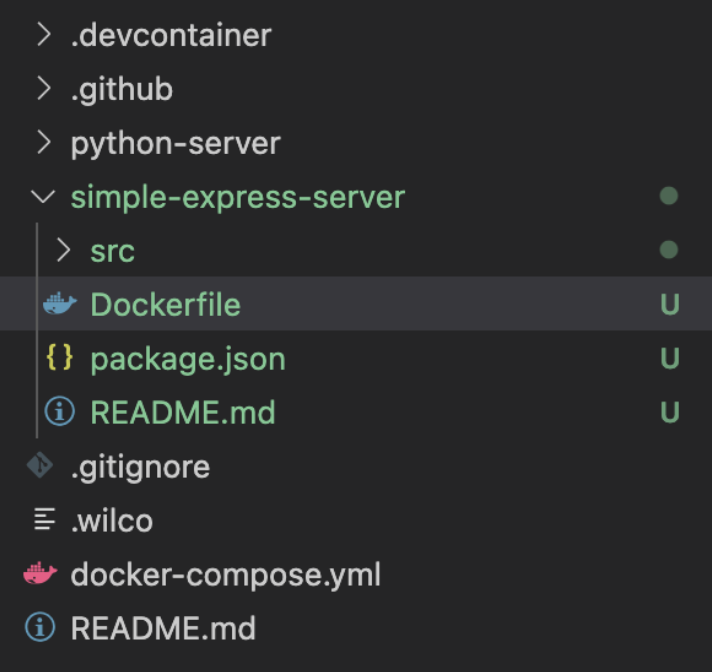 .devcontainer
.github
python-server
simple-express-server
src
Dockerfile U
package.json U
README.md U
.gitignore
.wilco
docker-compose.yml
README.md